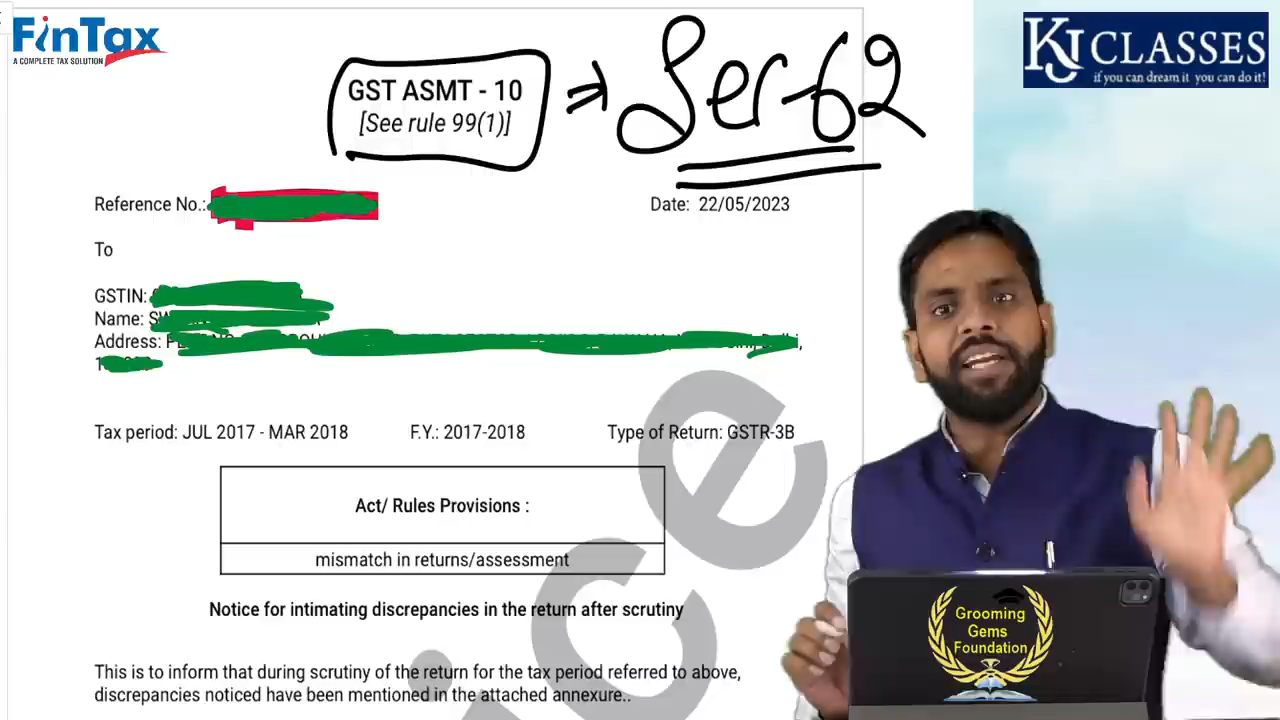 FinTax
A COMPLETE TAX SOLUTION
KJ CLASSES
if you can dream it you can do it!
GST ASMT - 10
[See rule 99(1)]
⇒ Ser-62
Reference No.:
Date: 22/05/2023
To
GSTIN:
Name:
Address:
Tax period: JUL 2017 - MAR 2018 F.Y.: 2017-2018 Type of Return: GSTR-3B
Act/ Rules Provisions :
mismatch in returns/assessment
Notice for intimating discrepancies in the return after scrutiny
This is to inform that during scrutiny of the return for the tax period referred to above,
discrepancies noticed have been mentioned in the attached annexure..
Grooming
Gems
Foundation